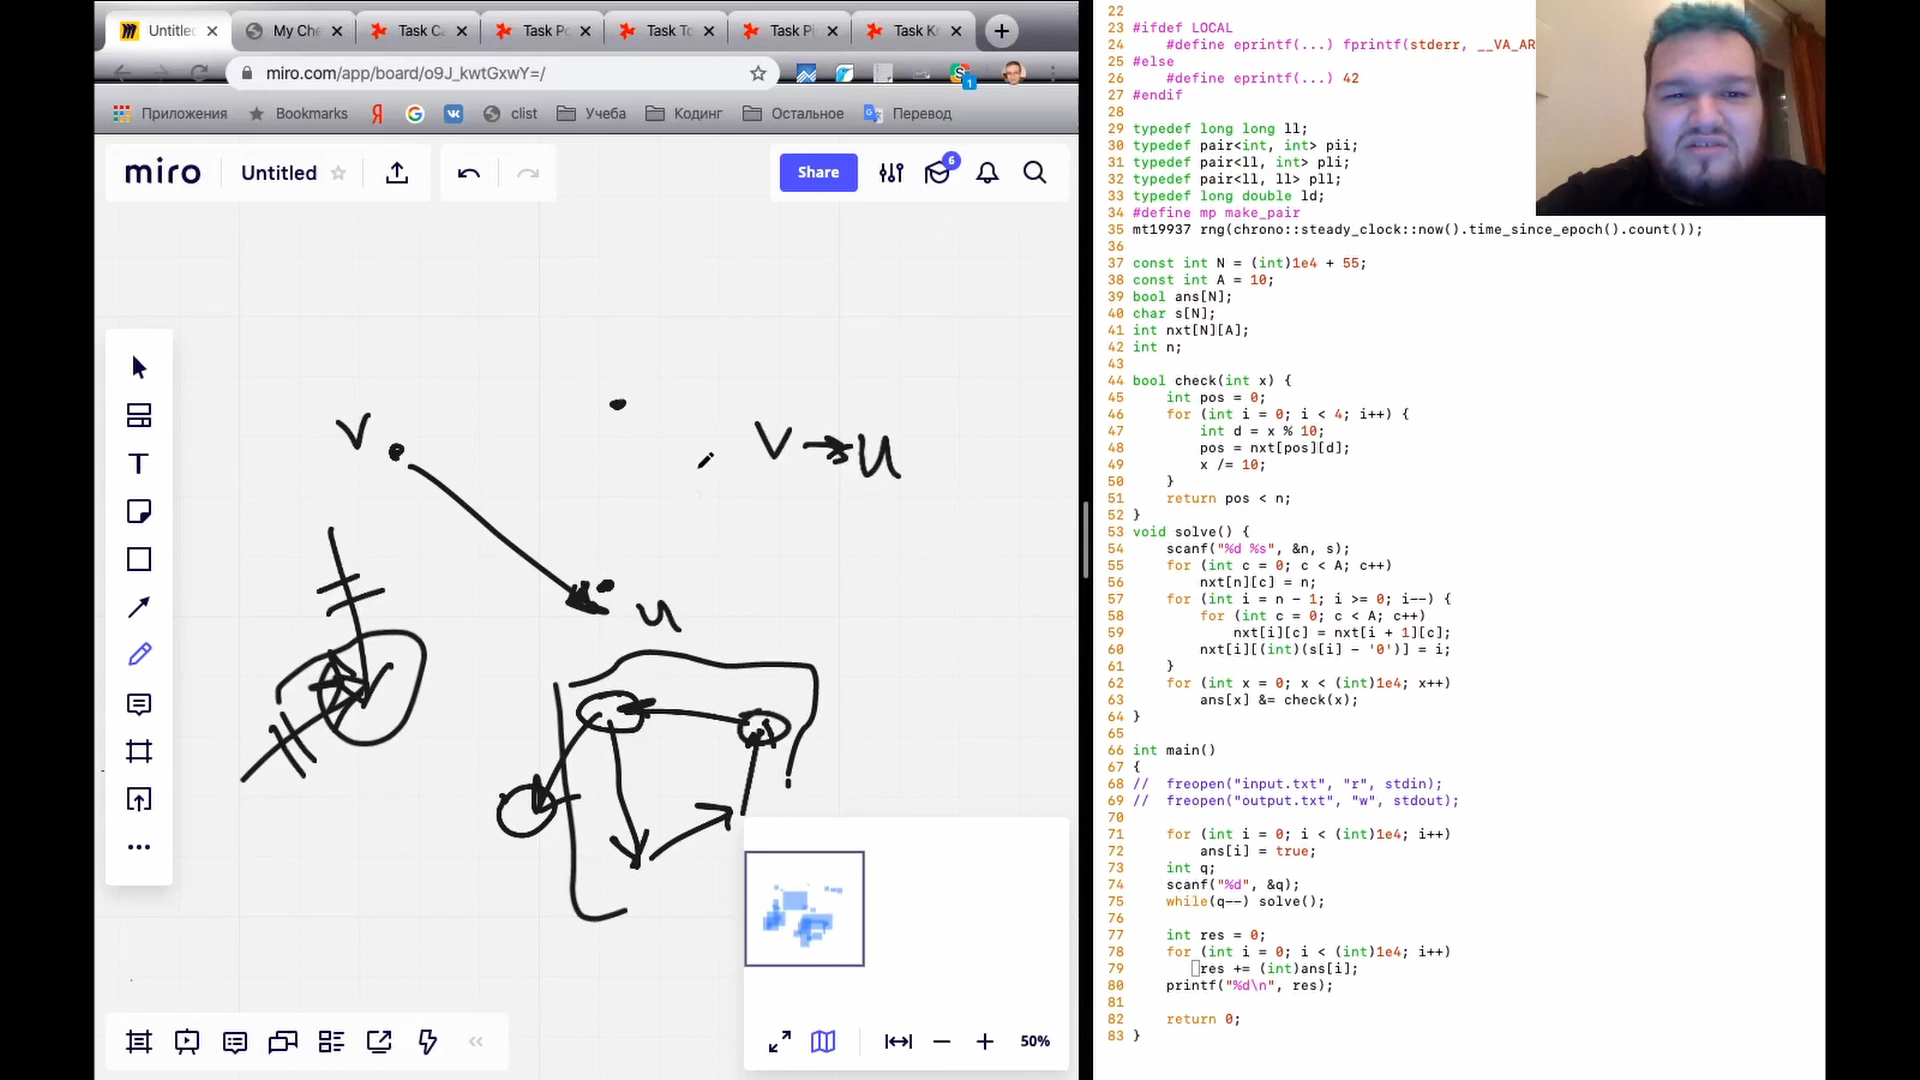 Untitled
My Che
Task Ca
Task Po
Task To
Task Pi
Task Kr
miro.com/app/board/o9J_kwtGxwY=/
1
Приложения
Bookmarks
Я
clist
Учеба
Кодинг
Остальное
Перевод
miro
Untitled
Share
6
V
V → U
U
50%
22
23 #ifdef LOCAL
24 #define eprintf(...) fprintf(stderr, __VA_AR
25 #else
26 #define eprintf(...) 42
27 #endif
28
29 typedef long long ll;
30 typedef pair<int, int> pii;
31 typedef pair<ll, int> pli;
32 typedef pair<ll, ll> pll;
33 typedef long double ld;
34 #define mp make_pair
35 mt19937 rng(chrono::steady_clock::now().time_since_epoch().count());
36
37 const int N = (int)1e4 + 55;
38 const int A = 10;
39 bool ans[N];
40 char s[N];
41 int nxt[N][A];
42 int n;
43
44 bool check(int x) {
45 int pos = 0;
46 for (int i = 0; i < 4; i++) {
47 int d = x % 10;
48 pos = nxt[pos][d];
49 x /= 10;
50 }
51 return pos < n;
52 }
53 void solve() {
54 scanf("%d %s", &n, s);
55 for (int c = 0; c < A; c++)
56 nxt[n][c] = n;
57 for (int i = n - 1; i >= 0; i--) {
58 for (int c = 0; c < A; c++)
59 nxt[i][c] = nxt[i + 1][c];
60 nxt[i][(int)(s[i] - '0')] = i;
61 }
62 for (int x = 0; x < (int)1e4; x++)
63 ans[x] &= check(x);
64 }
65
66 int main()
67 {
68 // freopen("input.txt", "r", stdin);
69 // freopen("output.txt", "w", stdout);
70
71 for (int i = 0; i < (int)1e4; i++)
72 ans[i] = true;
73 int q;
74 scanf("%d", &q);
75 while(q--) solve();
76
77 int res = 0;
78 for (int i = 0; i < (int)1e4; i++)
79 res += (int)ans[i];
80 printf("%d\n", res);
81
82 return 0;
83 }